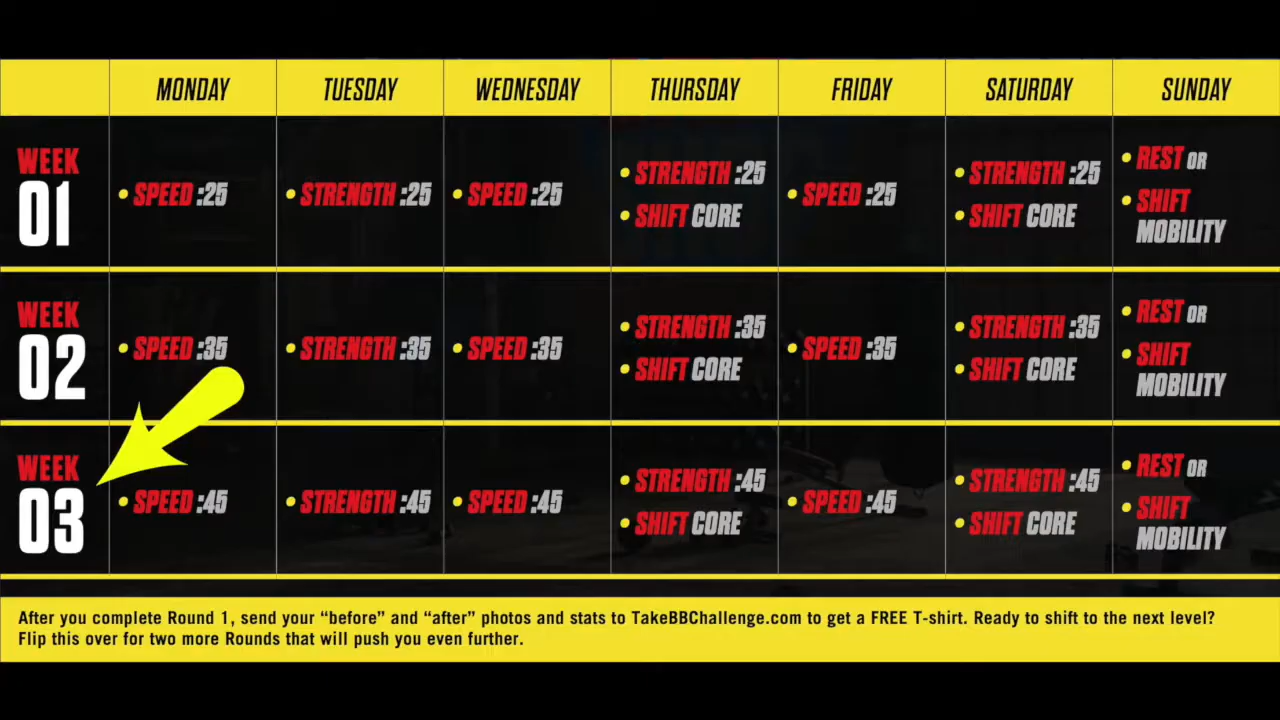 MONDAY TUESDAY WEDNESDAY THURSDAY FRIDAY SATURDAY SUNDAY
WEEK
01
SPEED :25
STRENGTH :25
SPEED :25
STRENGTH :25
SHIFT CORE
SPEED :25
STRENGTH :25
SHIFT CORE
REST OR
SHIFT
MOBILITY
WEEK
02
SPEED :35
STRENGTH :35
SPEED :35
STRENGTH :35
SHIFT CORE
SPEED :35
STRENGTH :35
SHIFT CORE
REST OR
SHIFT
MOBILITY
WEEK
03
SPEED :45
STRENGTH :45
SPEED :45
STRENGTH :45
SHIFT CORE
SPEED :45
STRENGTH :45
SHIFT CORE
REST OR
SHIFT
MOBILITY
After you complete Round 1, send your “before” and “after” photos and stats to TakeBBChallenge.com to get a FREE T-shirt. Ready to shift to the next level?
Flip this over for two more Rounds that will push you even further.